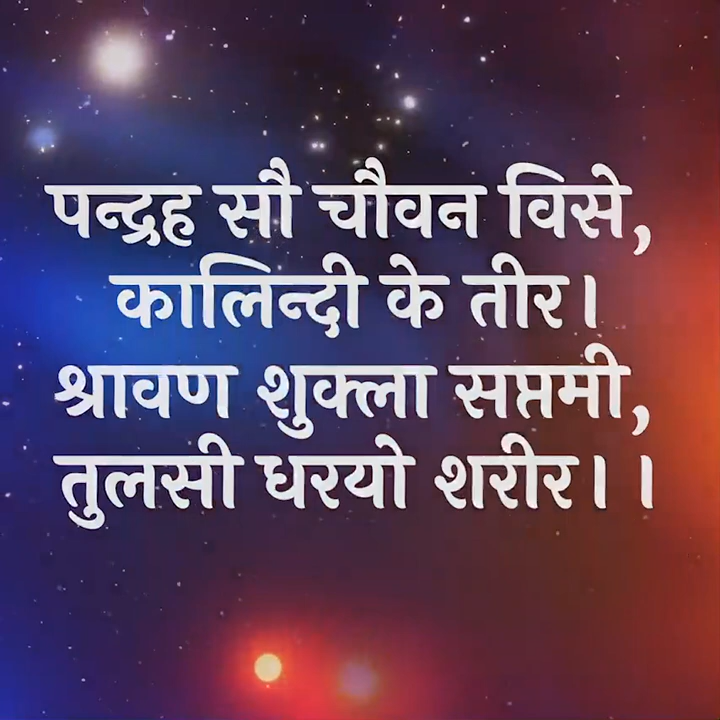 पन्द्रह सौ चौवन विसे,
कालिन्दी के तीर।
श्रावण शुक्ला सप्तमी,
तुलसी धरयो शरीर।।